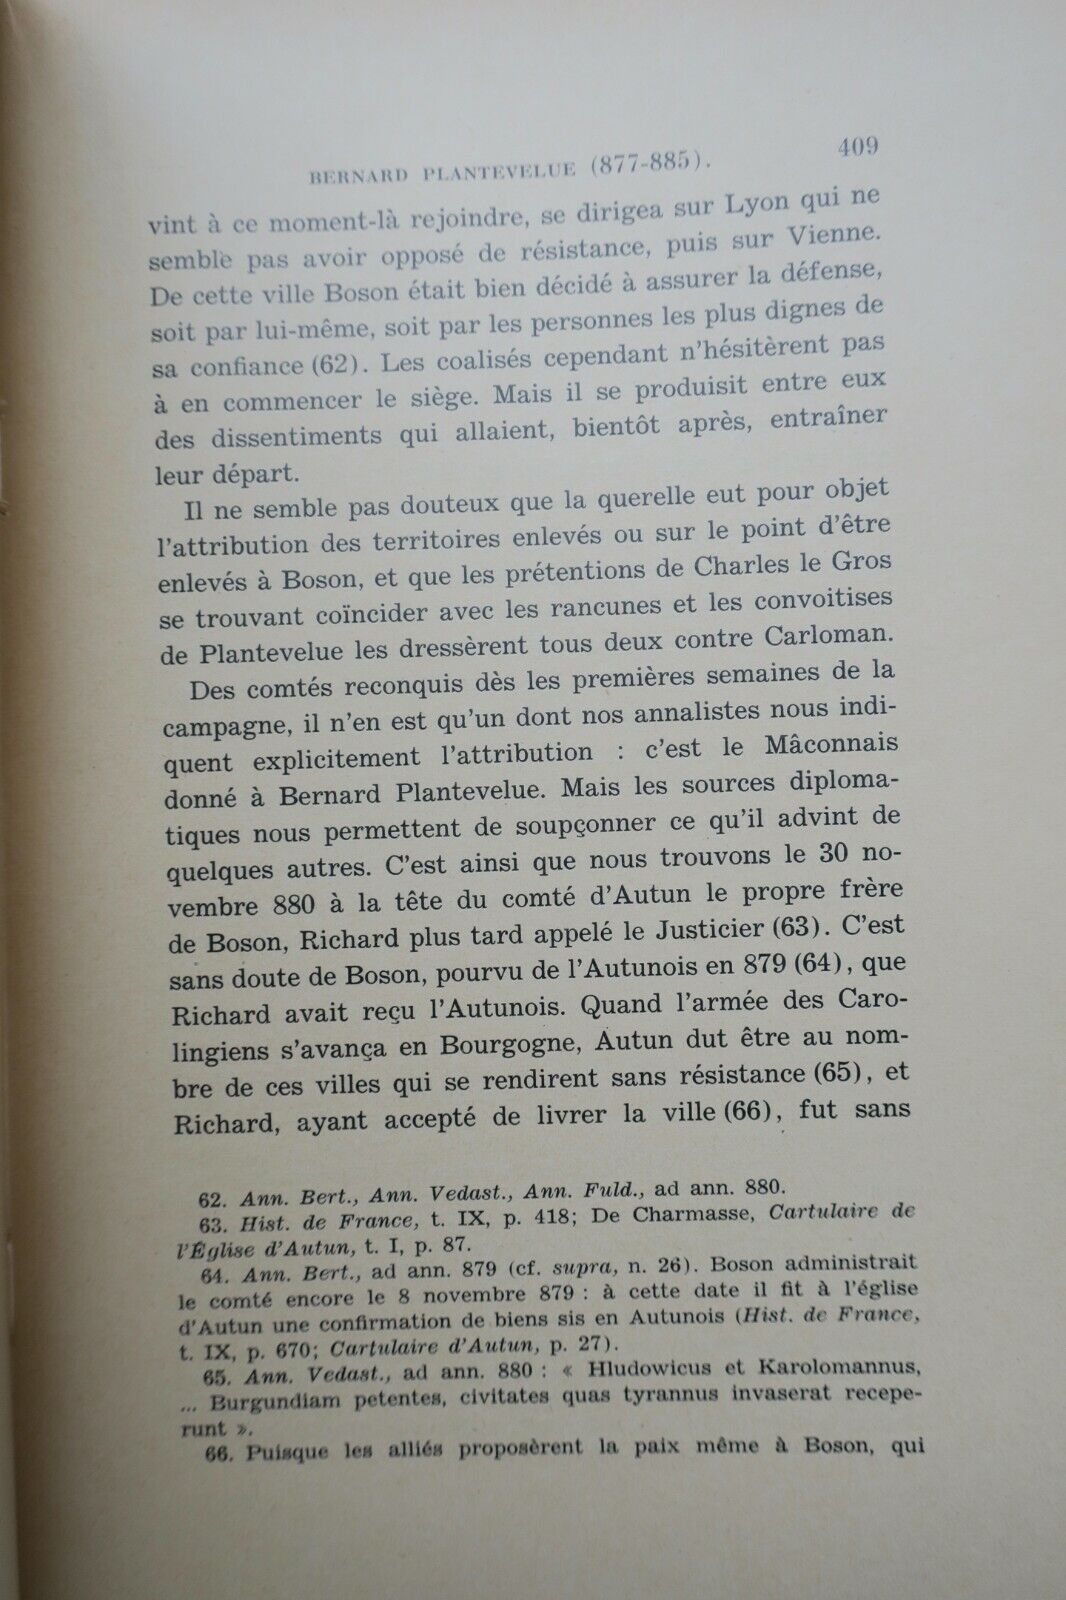 BERNARD PLANTEVELUE (877-885). 409
vint à ce moment-là rejoindre, se dirigea sur Lyon qui ne
semble pas avoir opposé de résistance, puis sur Vienne.
De cette ville Boson était bien décidé à assurer la défense,
soit par lui-même, soit par les personnes les plus dignes de
sa confiance (62). Les coalisés cependant n'hésitèrent pas
à en commencer le siège. Mais il se produisit entre eux
des dissentiments qui allaient, bientôt après, entraîner
leur départ.
Il ne semble pas douteux que la querelle eut pour objet
l'attribution des territoires enlevés ou sur le point d'être
enlevés à Boson, et que les prétentions de Charles le Gros
se trouvant coïncider avec les rancunes et les convoitises
de Plantevelue les dressèrent tous deux contre Carloman.
Des comtés reconquis dès les premières semaines de la
campagne, il n'en est qu'un dont nos annalistes nous indi-
quent explicitement l'attribution : c'est le Mâconnais
donné à Bernard Plantevelue. Mais les sources diploma-
tiques nous permettent de soupçonner ce qu'il advint de
quelques autres. C'est ainsi que nous trouvons le 30 no-
vembre 880 à la tête du comté d'Autun le propre frère
de Boson, Richard plus tard appelé le Justicier (63). C'est
sans doute de Boson, pourvu de l'Autunois en 879 (64), que
Richard avait reçu l'Autunois. Quand l'armée des Caro-
lingiens s'avança en Bourgogne, Autun dut être au nom-
bre de ces villes qui se rendirent sans résistance (65), et
Richard, ayant accepté de livrer la ville (66), fut sans
62. Ann. Bert., Ann. Vedast., Ann. Fuld., ad ann. 880.
63. Hist. de France, t. IX, p. 418; De Charmasse, Cartulaire de
l'Église d'Autun, t. I, p. 87.
64. Ann. Bert., ad ann. 879 (cf. supra, n. 26). Boson administrait
le comté encore le 8 novembre 879 : à cette date il fit à l'église
d'Autun une confirmation de biens sis en Autunois (Hist. de France,
t. IX, p. 670; Cartulaire d'Autun, p. 27).
65. Ann. Vedast., ad ann. 880 : « Hludowicus et Karolomannus,
... Burgundiam petentes, civitates quas tyrannus invaserat recepe-
runt ».
66. Puisque les alliés proposèrent la paix même à Boson, qui